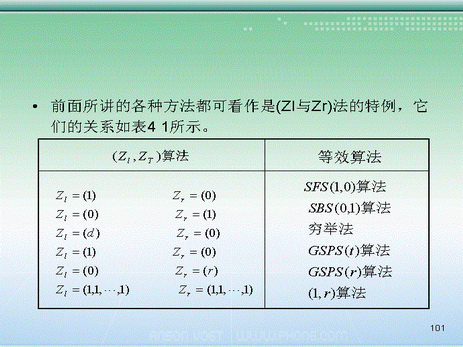 • 前面所讲的各种方法都可看作是(Zl与Zr)法的特例，它
们的关系如表4 1所示。
(Z_l, Z_T)算法 等效算法
Z_l = (1) Z_r = (0) SFS(1,0)算法
Z_l = (0) Z_r = (1) SBS(0,1)算法
Z_l = (d) Z_r = (0) 穷举法
Z_l = (1) Z_r = (0) GSPS(t)算法
Z_l = (0) Z_r = (r) GSPS(r)算法
Z_l = (1,1,⋯,1) Z_r = (1,1,⋯,1) (1,r)算法
101